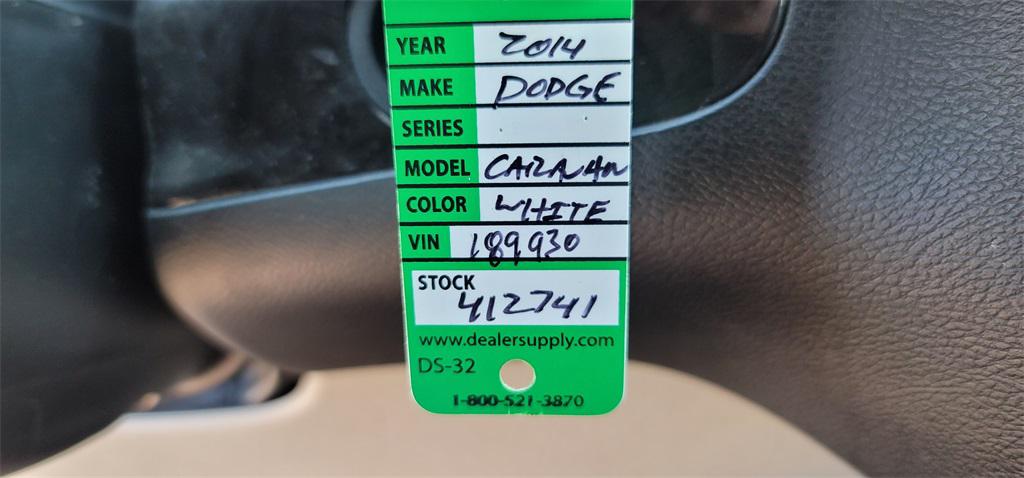 YEAR 2014
MAKE DODGE
SERIES
MODEL CARAVAN
COLOR WHITE
VIN 189930
STOCK
412741
www.dealersupply.com
DS-32
1-800-521-3870